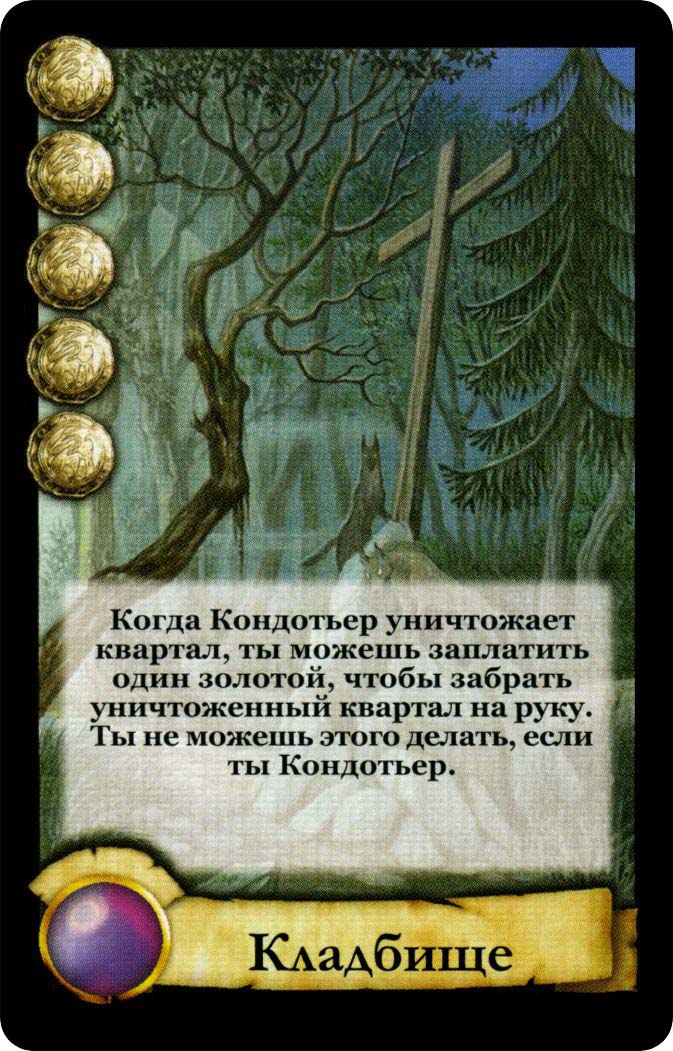 Когда Кондотьер уничтожает
квартал, ты можешь заплатить
один золотой, чтобы забрать
уничтоженный квартал на руку.
Ты не можешь этого делать, если
ты Кондотьер.
Кладбище